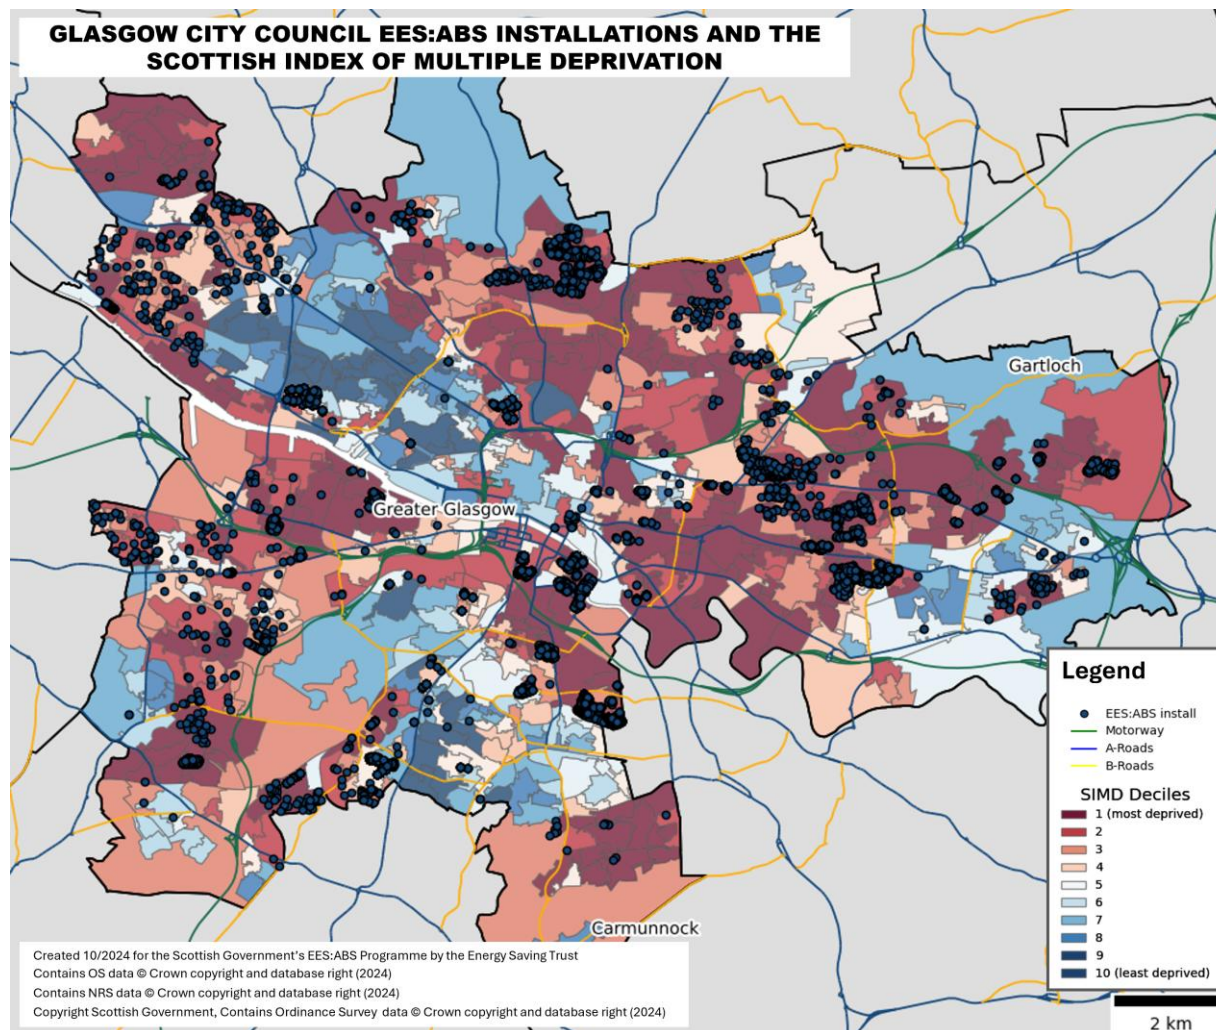 GLASGOW CITY COUNCIL EES:ABS INSTALLATIONS AND THE
SCOTTISH INDEX OF MULTIPLE DEPRIVATION
Gartloch
Greater Glasgow
Carmunnock
Legend
EES:ABS install
Motorway
A-Roads
B-Roads
SIMD Deciles
1 (most deprived)
2
3
4
5
6
7
8
9
10 (least deprived)
2 km
Created 10/2024 for the Scottish Government's EES:ABS Programme by the Energy Saving Trust
Contains OS data © Crown copyright and database right (2024)
Contains NRS data © Crown copyright and database right (2024)
Copyright Scottish Government, Contains Ordinance Survey data © Crown copyright and database right (2024)